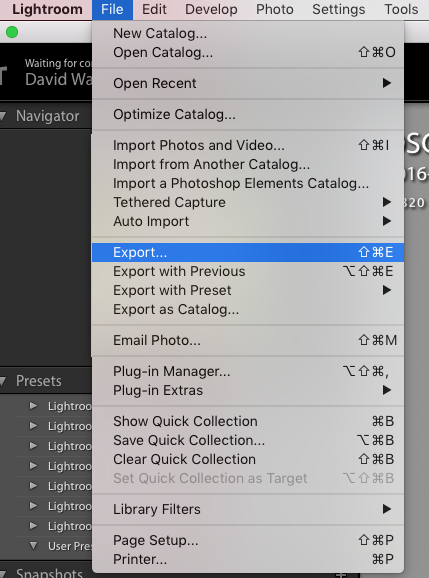 Lightroom File Edit Develop Photo Settings Tools
New Catalog...
Open Catalog... ⇧⌘O
Open Recent ▶
Optimize Catalog...
Import Photos and Video... ⇧⌘I
Import from Another Catalog...
Import a Photoshop Elements Catalog...
Tethered Capture ▶
Auto Import ▶
Export... ⇧⌘E
Export with Previous ⌥⇧⌘E
Export with Preset ▶
Export as Catalog...
Email Photo... ⇧⌘M
Plug-in Manager... ⌥⇧⌘,
Plug-in Extras ▶
Show Quick Collection ⌘B
Save Quick Collection... ⌥⌘B
Clear Quick Collection ⇧⌘B
Set Quick Collection as Target ⌥⇧⌘B
Library Filters ▶
Page Setup... ⇧⌘P
Printer... ⌘P
Waiting for co
David Wa
Navigator
Presets
Lightroo
Lightroo
Lightroo
Lightroo
Lightroo
Lightroo
Lightroo
User Pre
Snapshots
016-
820